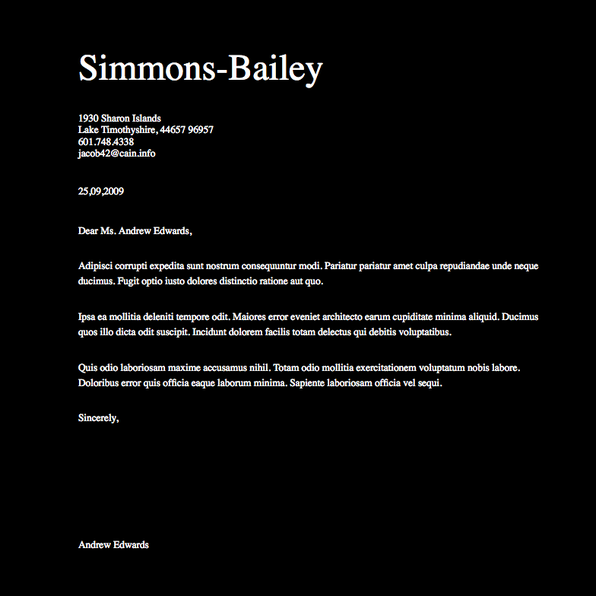 Simmons-Bailey
1930 Sharon Islands
Lake Timothyshire, 44657 96957
601.748.4338
jacob42@cain.info
25,09,2009
Dear Ms. Andrew Edwards,
Adipisci corrupti expedita sunt nostrum consequuntur modi. Pariatur pariatur amet culpa repudiandae unde neque
ducimus. Fugit optio iusto dolores distinctio ratione aut quo.
Ipsa ea mollitia deleniti tempore odit. Maiores error eveniet architecto earum cupiditate minima aliquid. Ducimus
quos illo dicta odit suscipit. Incidunt dolorem facilis totam delectus qui debitis voluptatibus.
Quis odio laboriosam maxime accusamus nihil. Totam odio mollitia exercitationem voluptatum nobis labore.
Doloribus error quis officia eaque laborum minima. Sapiente laboriosam officia vel sequi.
Sincerely,
Andrew Edwards